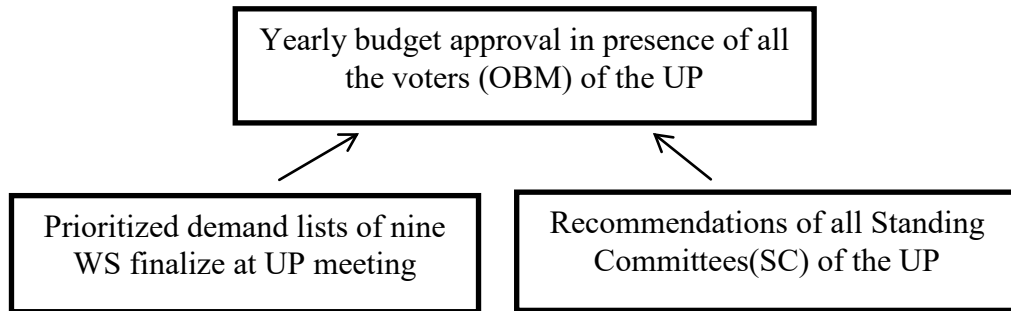 Yearly budget approval in presence of all
the voters (OBM) of the UP
Prioritized demand lists of nine
WS finalize at UP meeting
Recommendations of all Standing
Committees(SC) of the UP